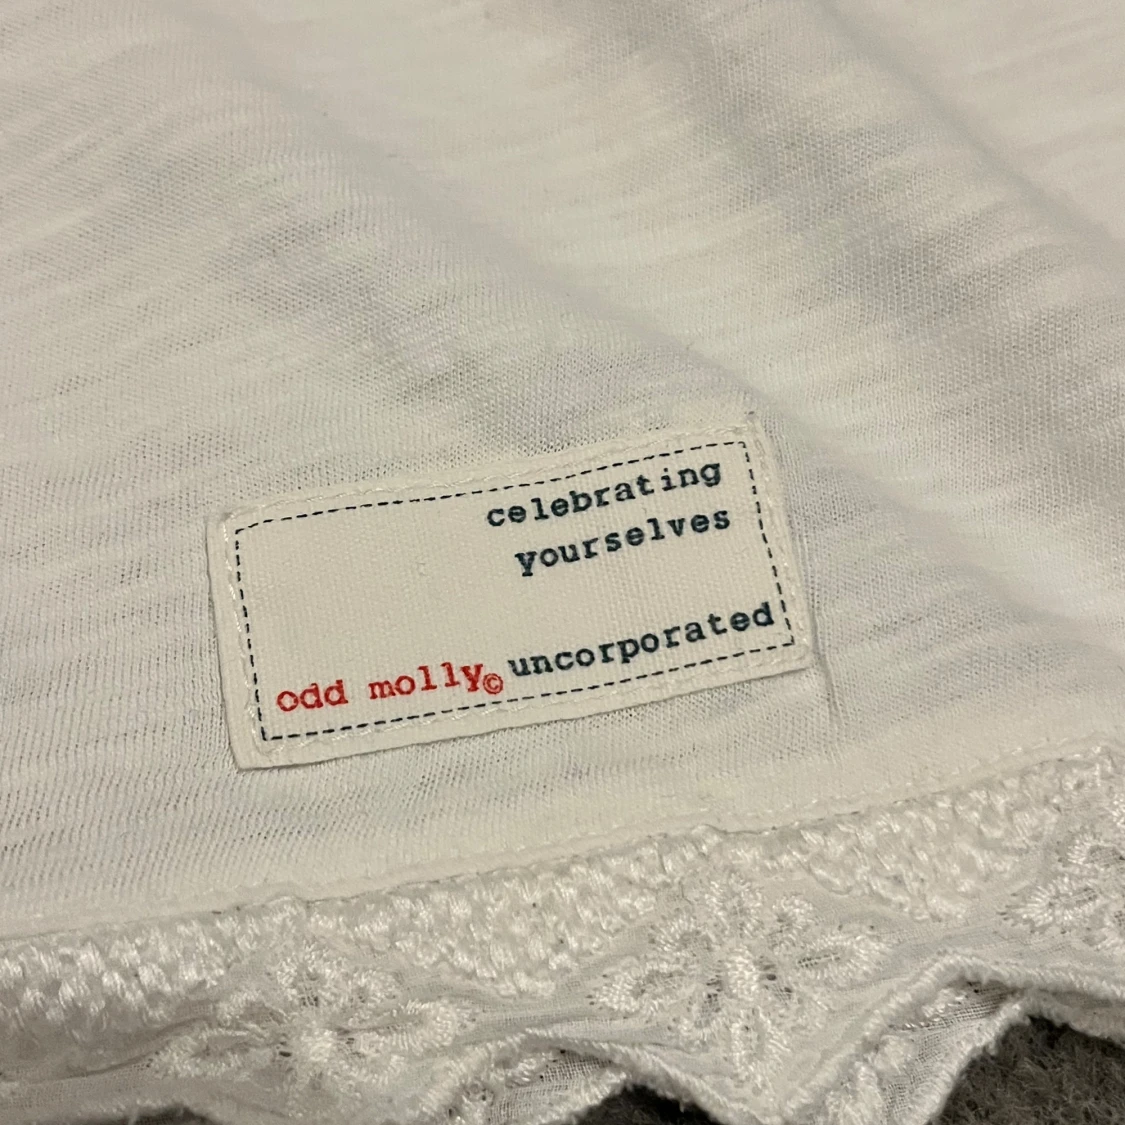 celebrating
yourselves
odd molly© uncorporated